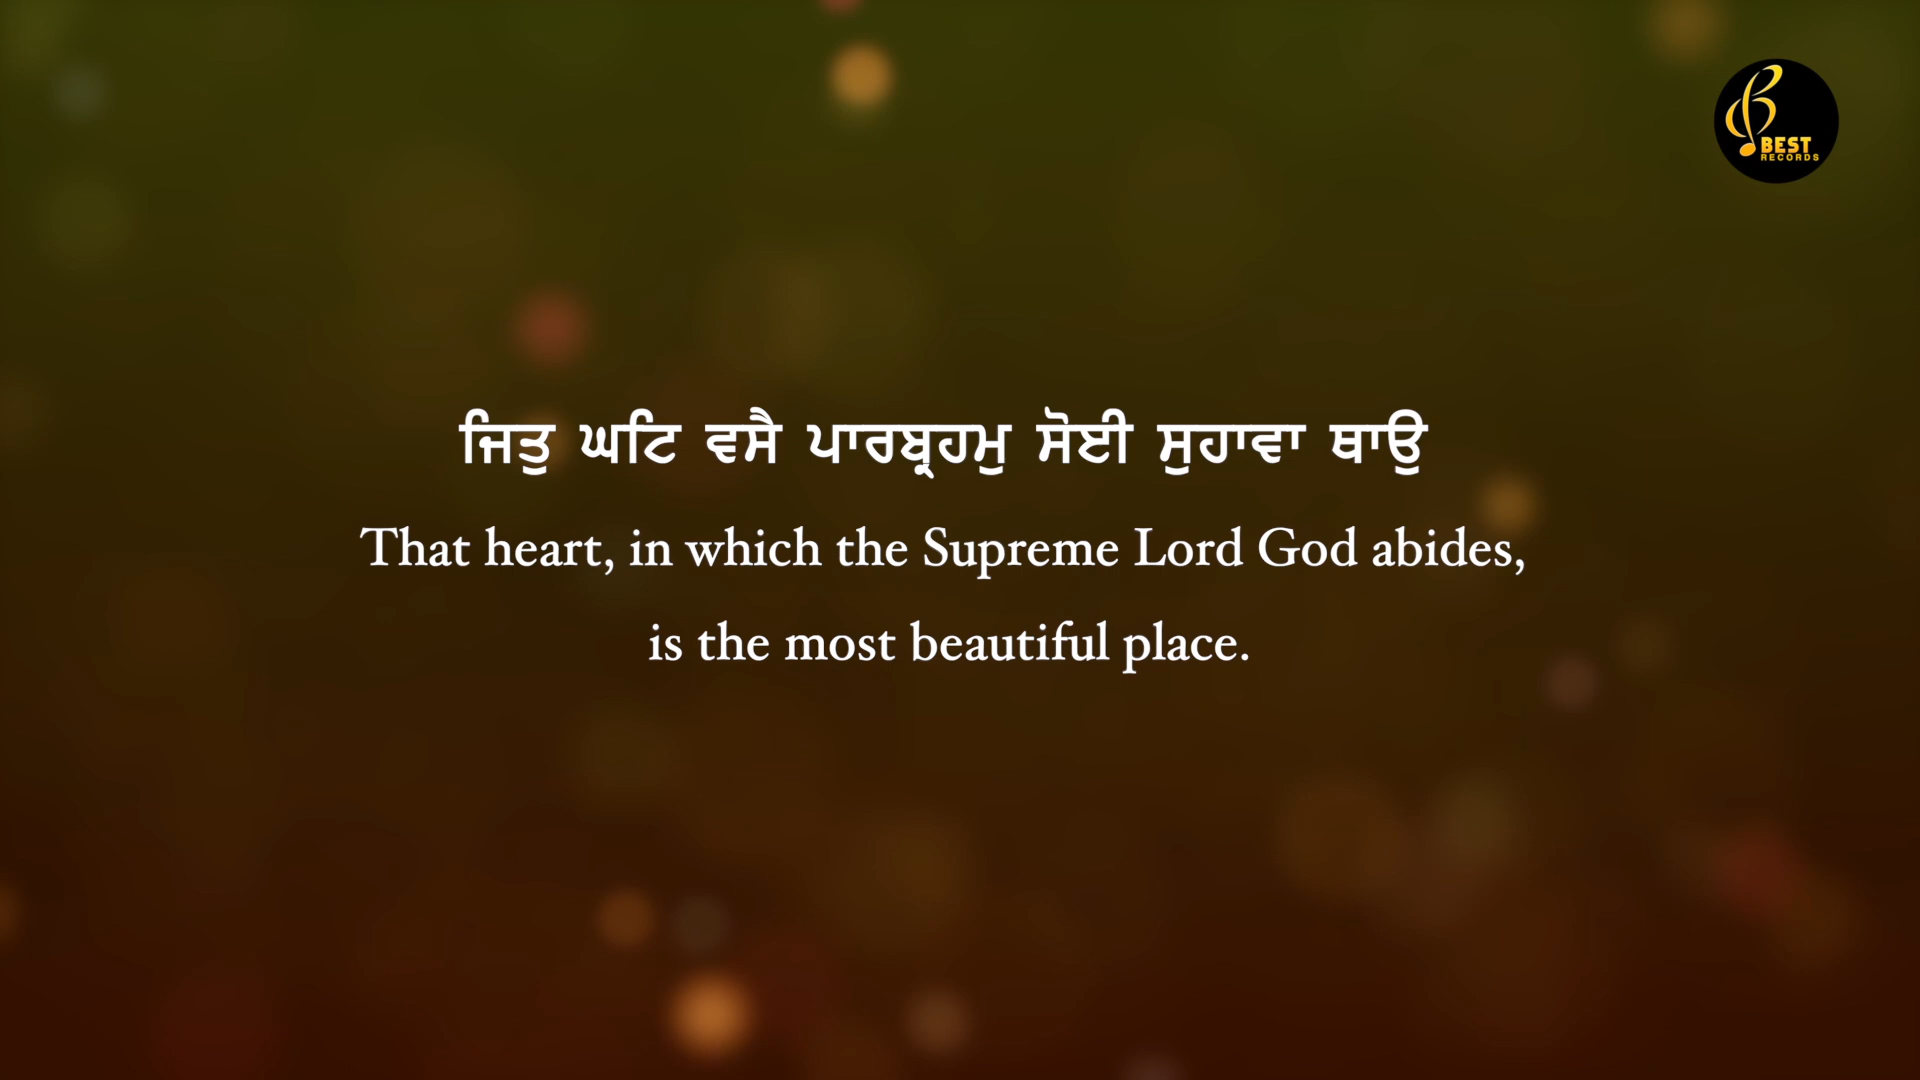 BEST
RECORDS
ਜਿਤੁ ਘਟਿ ਵਸੈ ਪਾਰਬ੍ਰਹਮੁ ਸੋਈ ਸੁਹਾਵਾ ਥਾਉ
That heart, in which the Supreme Lord God abides,
is the most beautiful place.